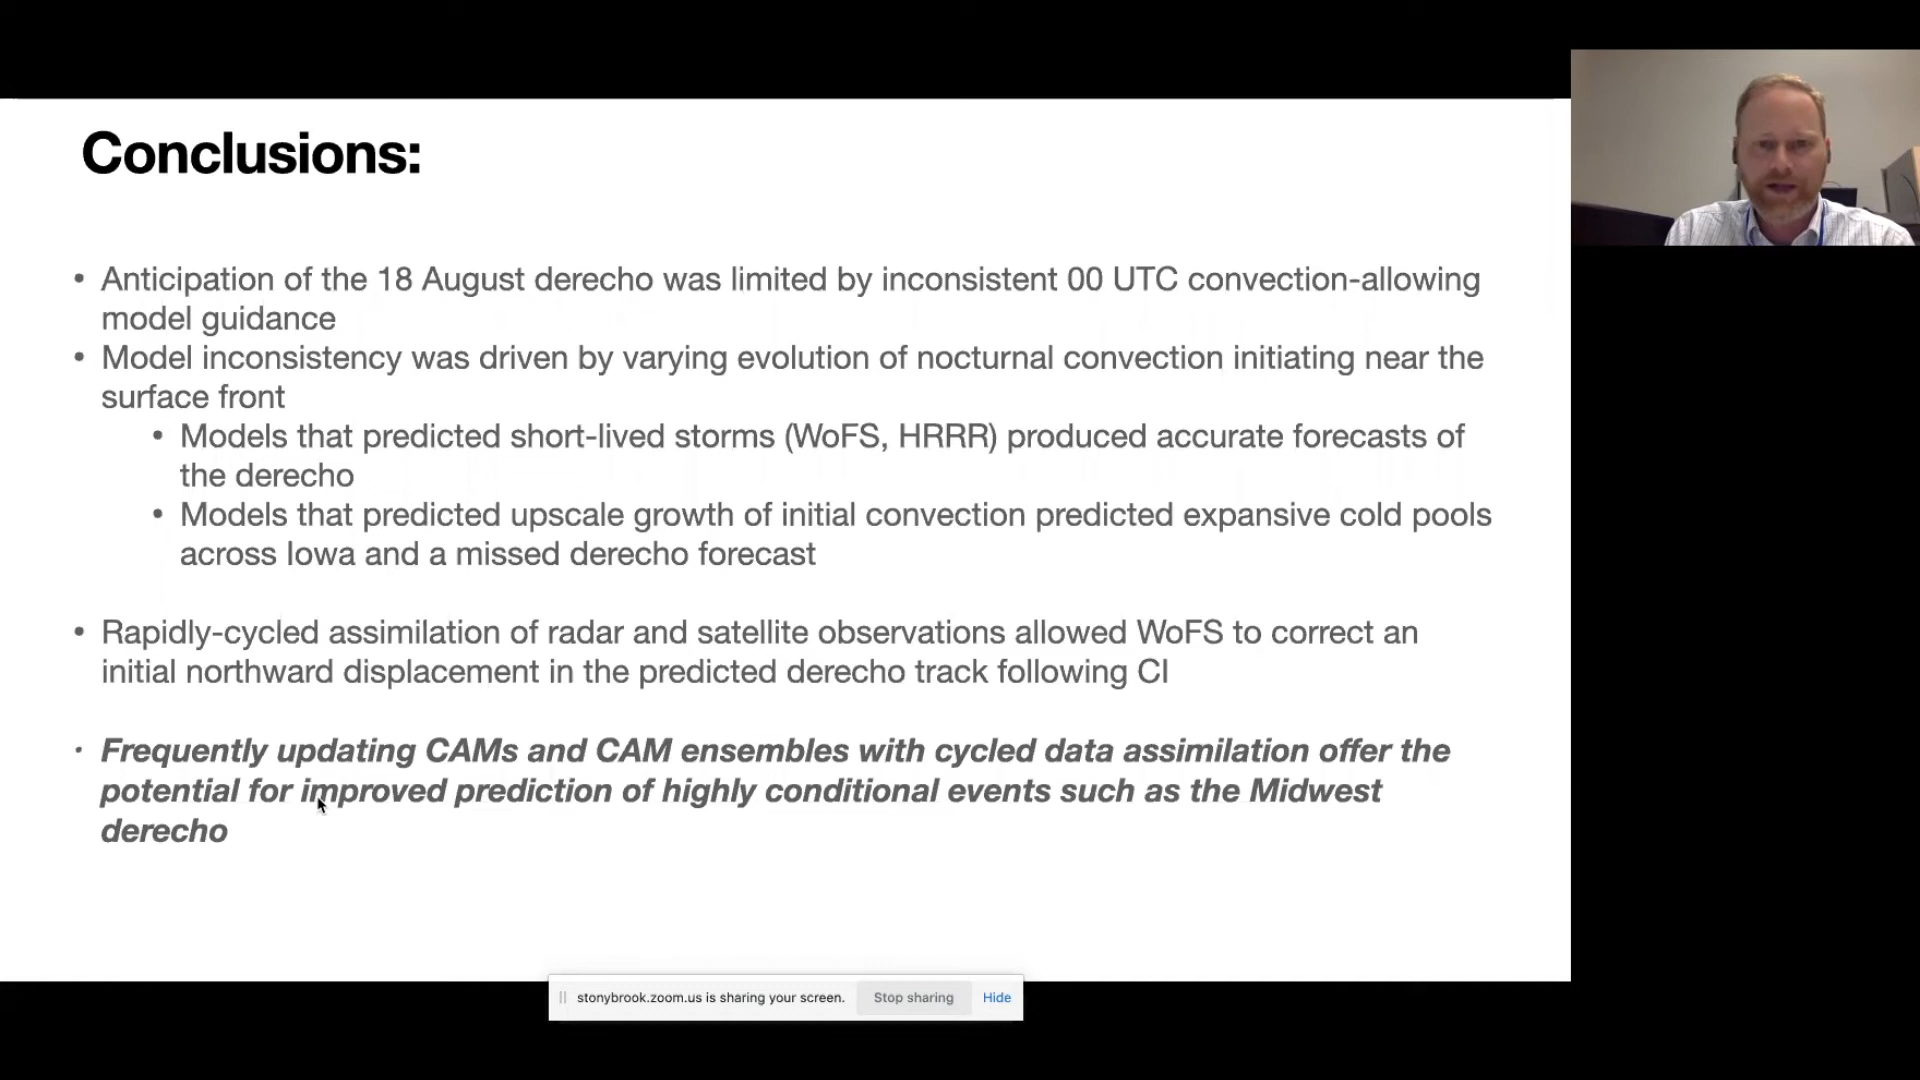 Conclusions:
• Anticipation of the 18 August derecho was limited by inconsistent 00 UTC convection-allowing
model guidance
• Model inconsistency was driven by varying evolution of nocturnal convection initiating near the
surface front
• Models that predicted short-lived storms (WoFS, HRRR) produced accurate forecasts of
the derecho
• Models that predicted upscale growth of initial convection predicted expansive cold pools
across Iowa and a missed derecho forecast
• Rapidly-cycled assimilation of radar and satellite observations allowed WoFS to correct an
initial northward displacement in the predicted derecho track following CI
• Frequently updating CAMs and CAM ensembles with cycled data assimilation offer the
potential for improved prediction of highly conditional events such as the Midwest
derecho
stonybrook.zoom.us is sharing your screen. Stop sharing Hide